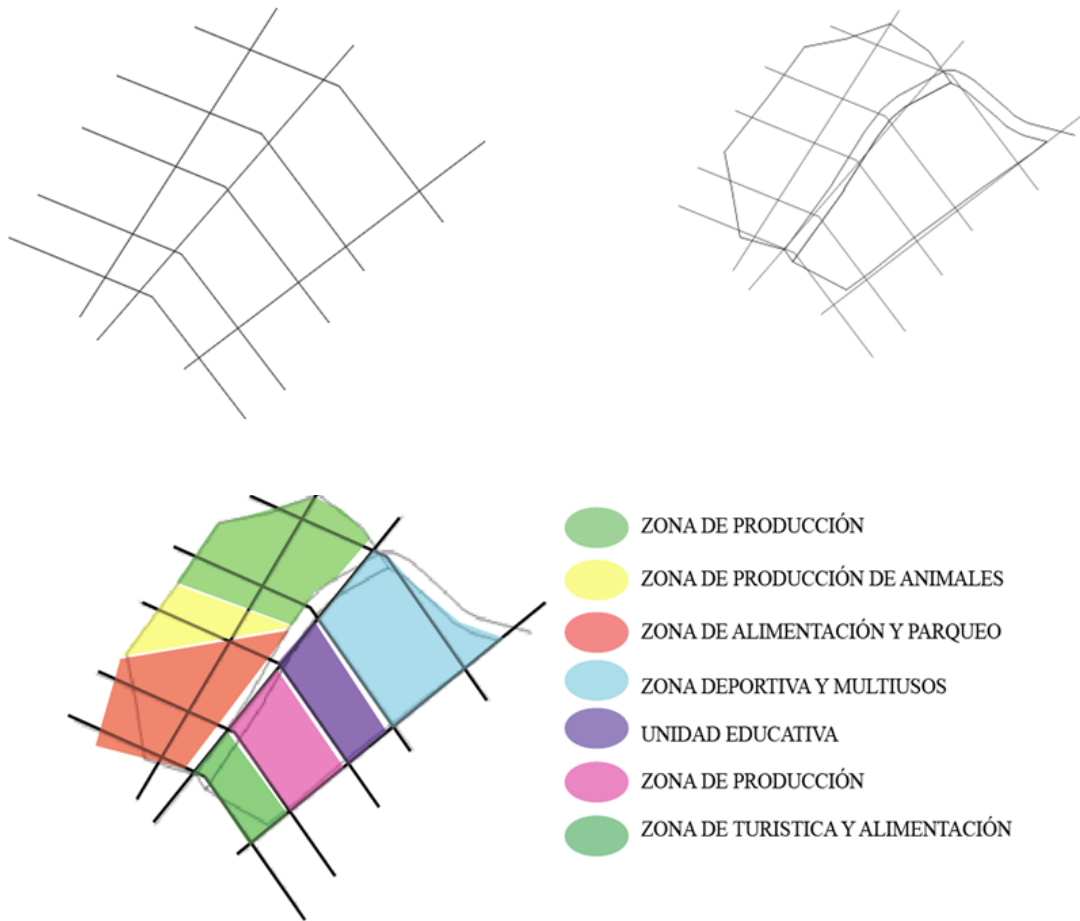 ZONA DE PRODUCCIÓN
ZONA DE PRODUCCIÓN DE ANIMALES
ZONA DE ALIMENTACIÓN Y PARQUEO
ZONA DEPORTIVA Y MULTIUSOS
UNIDAD EDUCATIVA
ZONA DE PRODUCCIÓN
ZONA DE TURISTICA Y ALIMENTACIÓN